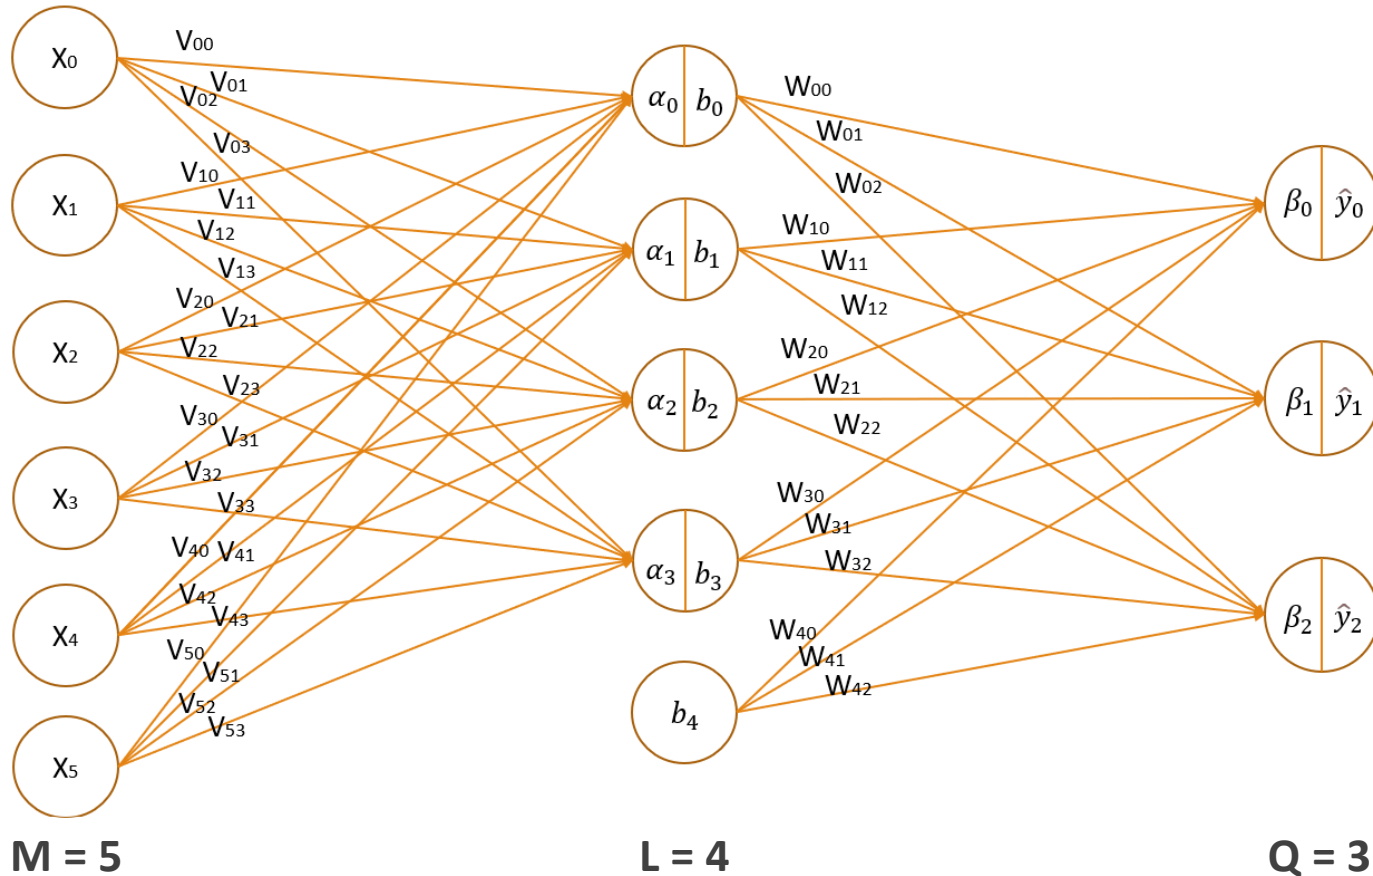 X0
X1
X2
X3
X4
X5
V00
V01
V02
V03
V10
V11
V12
V13
V20
V21
V22
V23
V30
V31
V32
V33
V40
V41
V42
V43
V50
V51
V52
V53
α0 b0
α1 b1
α2 b2
α3 b3
b4
W00
W01
W02
W10
W11
W12
W20
W21
W22
W30
W31
W32
W40
W41
W42
β0 ŷ0
β1 ŷ1
β2 ŷ2
M = 5 L = 4 Q = 3